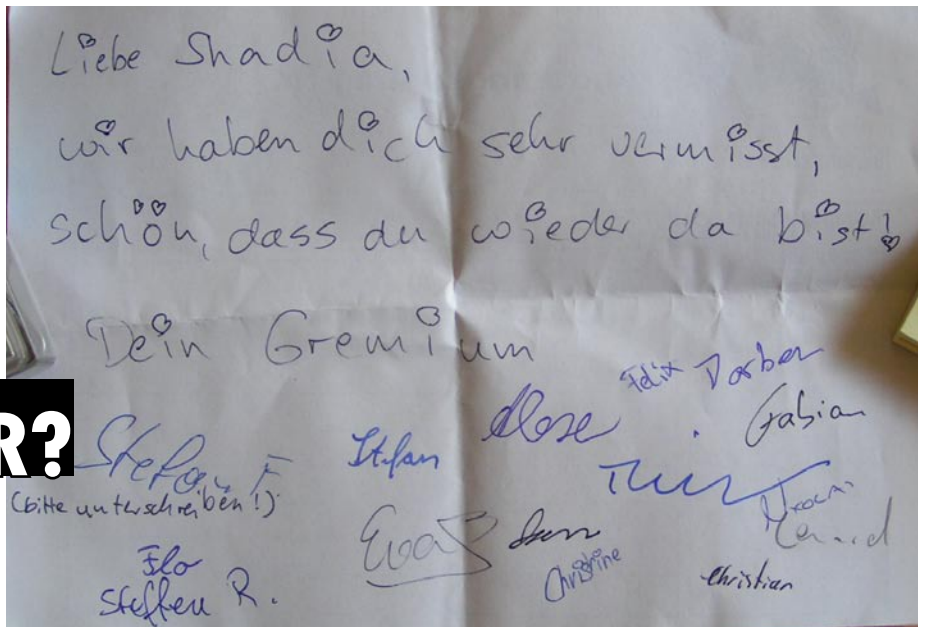 Liebe Shadia,
wir haben dich sehr vermisst,
schön, dass du wieder da bist!
Dein Gremium
Felix Torben
Fabian
R?
Stefan F
Stefan
(bitte unterschreiben!)
Eva
Christine
Christian
Flo
Steffen R.